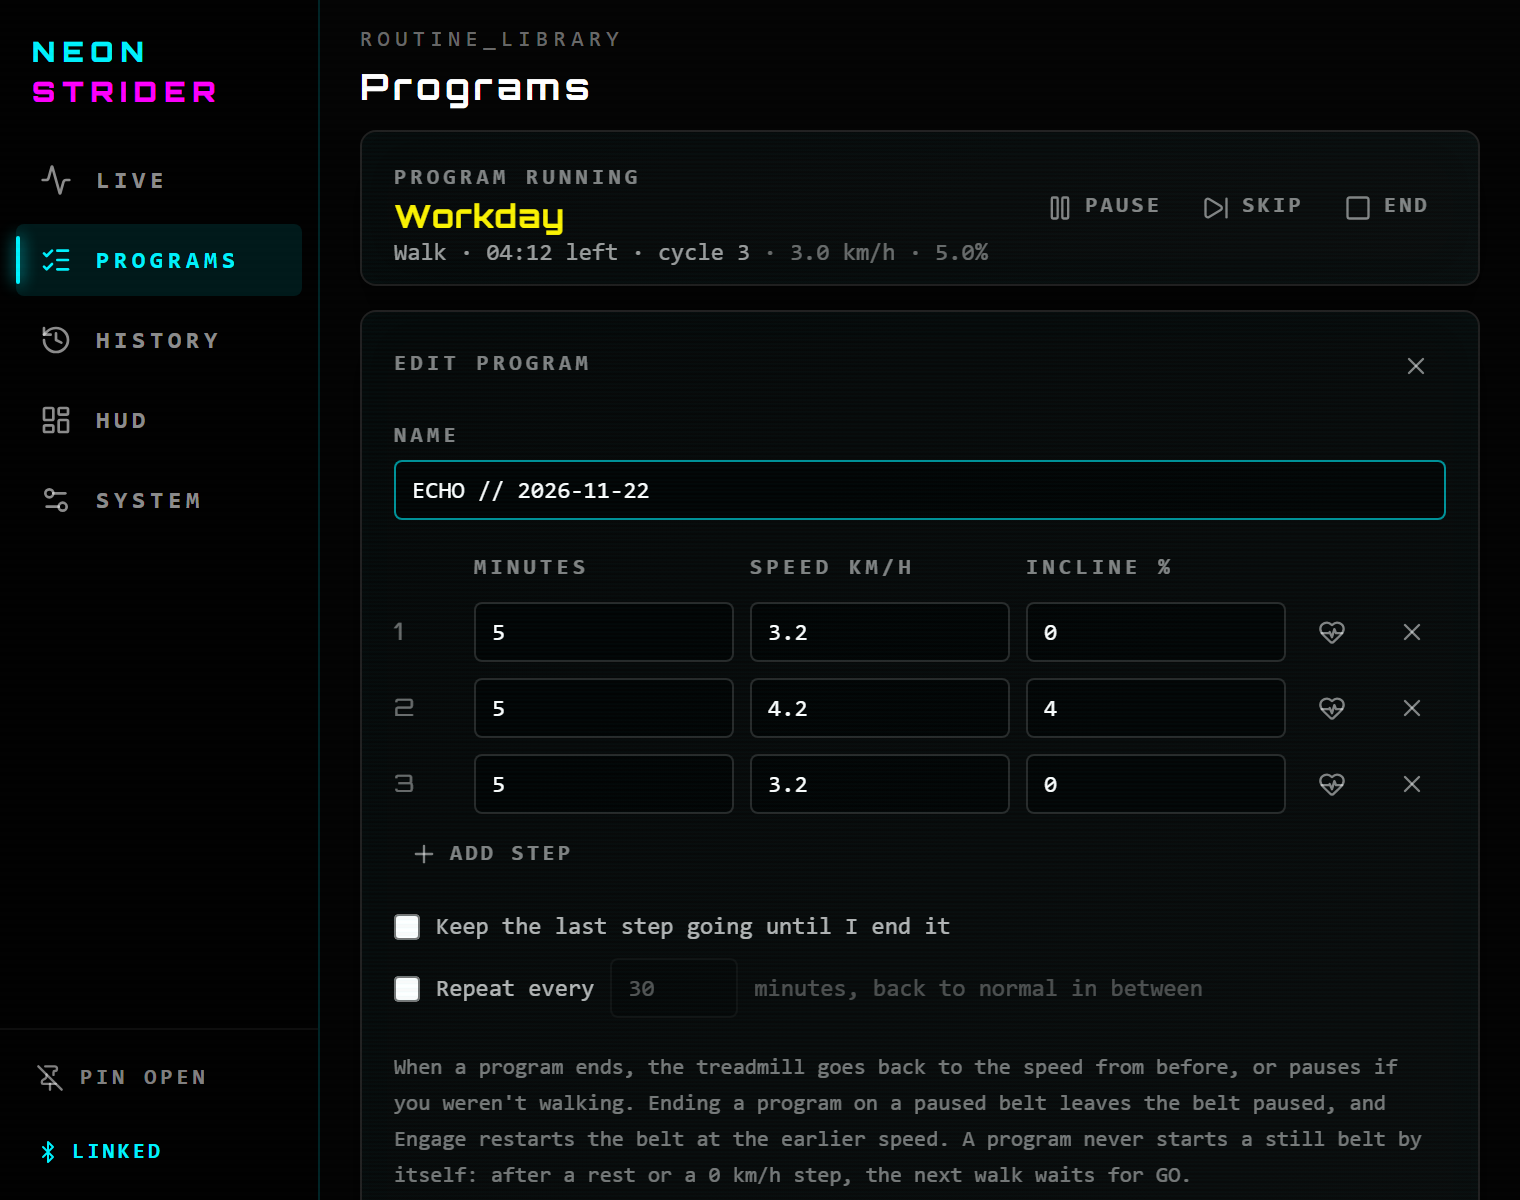 NEON
STRIDER
LIVE
PROGRAMS
HISTORY
HUD
SYSTEM
PIN OPEN
LINKED
ROUTINE_LIBRARY
Programs
PROGRAM RUNNING
Workday
Walk · 04:12 left · cycle 3 · 3.0 km/h · 5.0%
PAUSE SKIP END
EDIT PROGRAM
NAME
ECHO // 2026-11-22
MINUTES SPEED KM/H INCLINE %
1 5 3.2 0
2 5 4.2 4
3 5 3.2 0
ADD STEP
Keep the last step going until I end it
Repeat every 30 minutes, back to normal in between
When a program ends, the treadmill goes back to the speed from before, or pauses if
you weren't walking. Ending a program on a paused belt leaves the belt paused, and
Engage restarts the belt at the earlier speed. A program never starts a still belt by
itself: after a rest or a 0 km/h step, the next walk waits for GO.